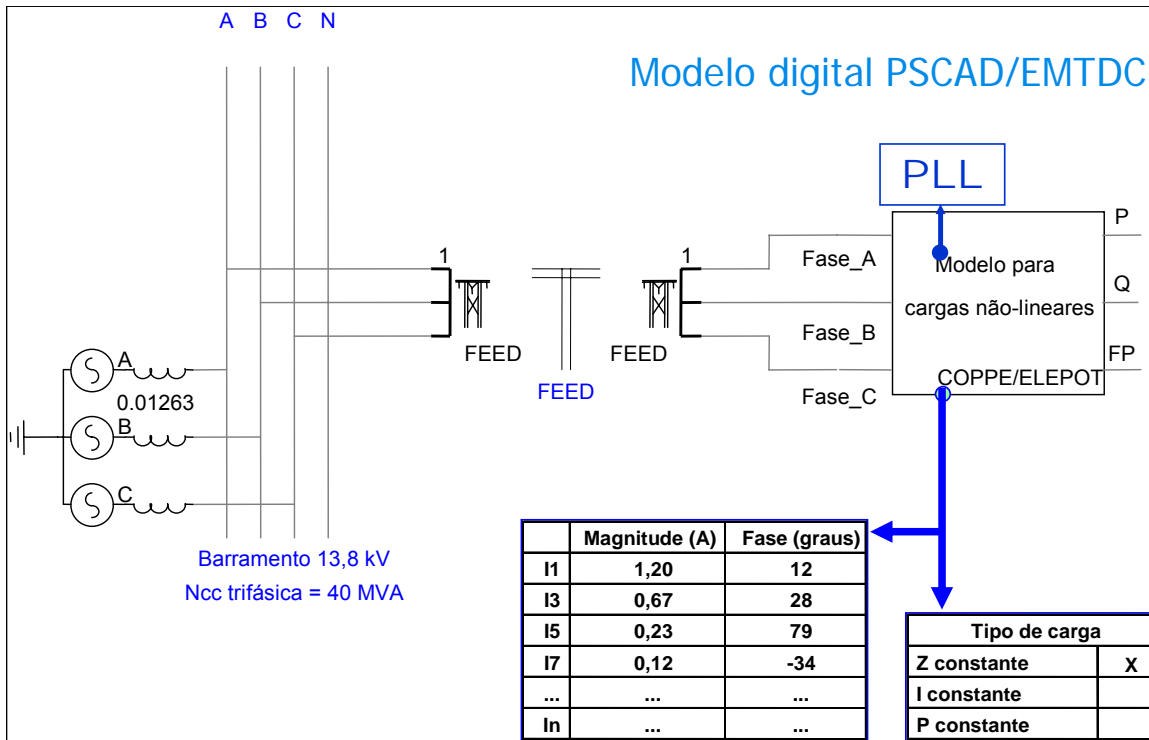 A B C N
Modelo digital PSCAD/EMTDC
PLL
1
1
P
Fase_A
Modelo para
Q
cargas não-lineares
Fase_B
FEED
FEED
FP
A
FEED
COPPE/ELEPOT
Fase_C
0.01263
B
C
Barramento 13,8 kV
Ncc trifásica = 40 MVA
Magnitude (A) Fase (graus)
I1 1,20 12
I3 0,67 28
I5 0,23 79
I7 0,12 -34
... ... ...
In ... ...
Tipo de carga
Z constante X
I constante
P constante